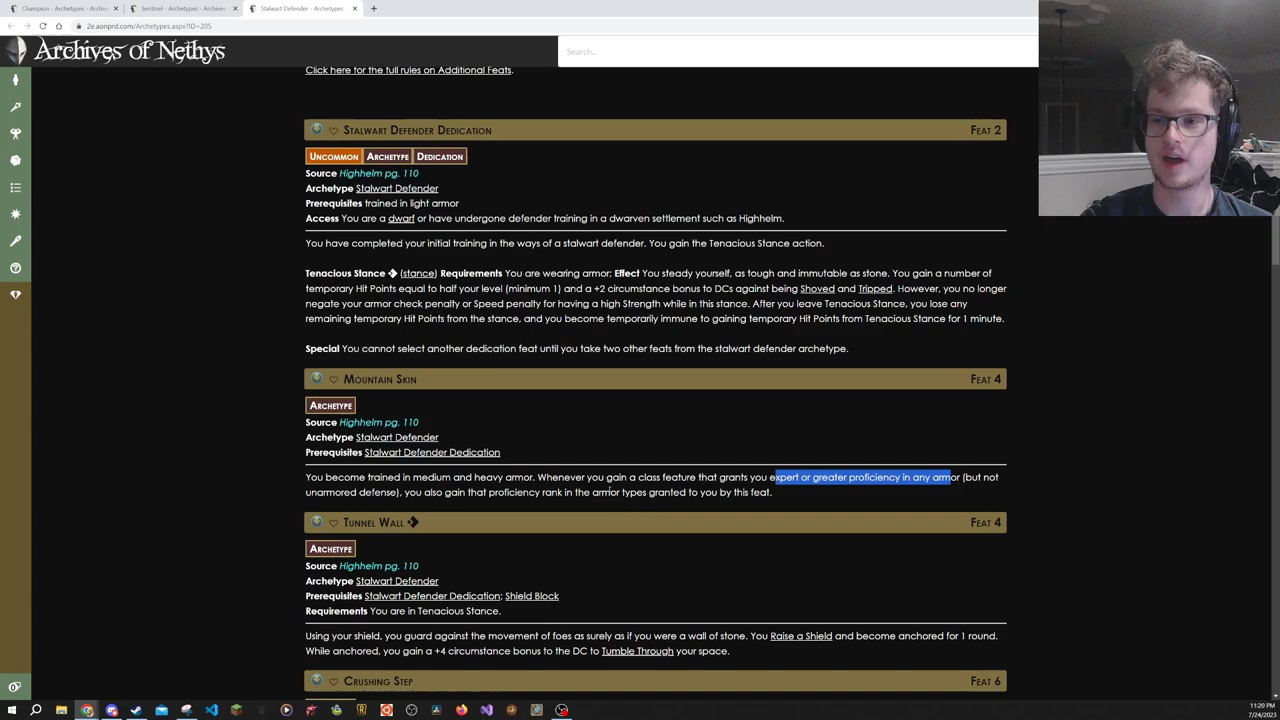 Champion - Archetypes - Archiv
Sentinel - Archetypes - Archives
Stalwart Defender - Archetypes
2e.aonprd.com/Archetypes.aspx?ID=205
Archives of Nethys
Search...
Click here for the full rules on Additional Feats.
Stalwart Defender Dedication Feat 2
Uncommon Archetype Dedication
Source Highhelm pg. 110
Archetype Stalwart Defender
Prerequisites trained in light armor
Access You are a dwarf or have undergone defender training in a dwarven settlement such as Highhelm.
You have completed your initial training in the ways of a stalwart defender. You gain the Tenacious Stance action.
Tenacious Stance (stance) Requirements You are wearing armor; Effect You steady yourself, as tough and immutable as stone. You gain a number of
temporary Hit Points equal to half your level (minimum 1) and a +2 circumstance bonus to DCs against being Shoved and Tripped. However, you no longer
negate your armor check penalty or Speed penalty for having a high Strength while in this stance. After you leave Tenacious Stance, you lose any
remaining temporary Hit Points from the stance, and you become temporarily immune to gaining temporary Hit Points from Tenacious Stance for 1 minute.
Special You cannot select another dedication feat until you take two other feats from the stalwart defender archetype.
Mountain Skin Feat 4
Archetype
Source Highhelm pg. 110
Archetype Stalwart Defender
Prerequisites Stalwart Defender Dedication
You become trained in medium and heavy armor. Whenever you gain a class feature that grants you expert or greater proficiency in any armor (but not
unarmored defense), you also gain that proficiency rank in the armor types granted to you by this feat.
Tunnel Wall Feat 4
Archetype
Source Highhelm pg. 110
Archetype Stalwart Defender
Prerequisites Stalwart Defender Dedication; Shield Block
Requirements You are in Tenacious Stance.
Using your shield, you guard against the movement of foes as surely as if you were a wall of stone. You Raise a Shield and become anchored for 1 round.
While anchored, you gain a +4 circumstance bonus to the DC to Tumble Through your space.
Crushing Step Feat 6
11:20 PM
7/24/2023